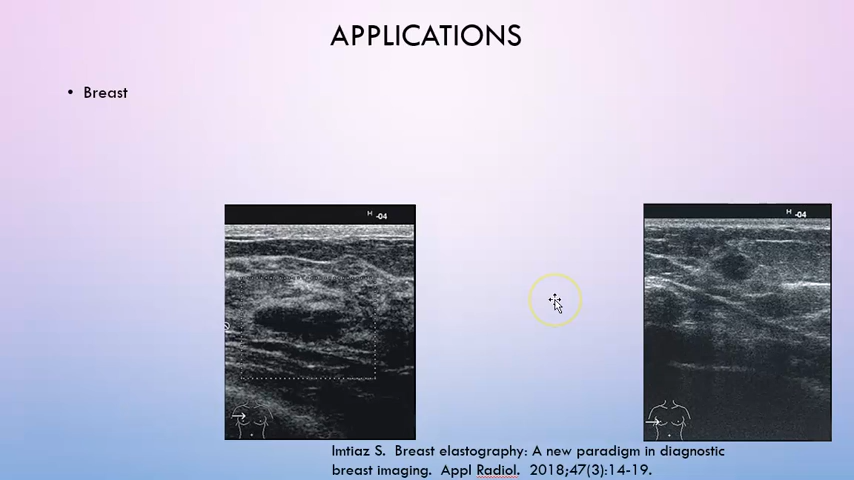 APPLICATIONS
• Breast
H -04
H -04
Imtiaz S. Breast elastography: A new paradigm in diagnostic
breast imaging. Appl Radiol. 2018;47(3):14-19.